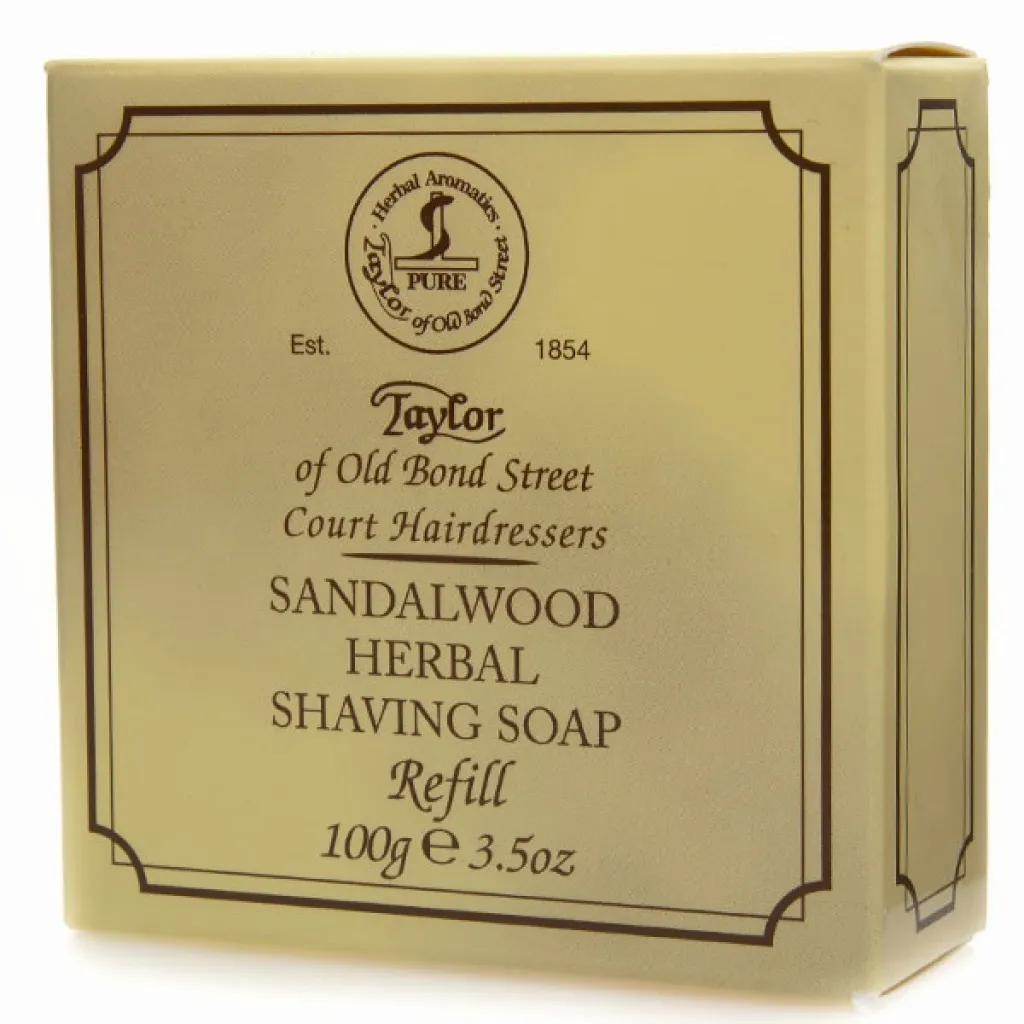 · Herbal Aromatics ·
PURE
Taylor of Old Bond Street
Est. 1854
Taylor
of Old Bond Street
Court Hairdressers
SANDALWOOD
HERBAL
SHAVING SOAP
Refill
100g ℮ 3.5oz